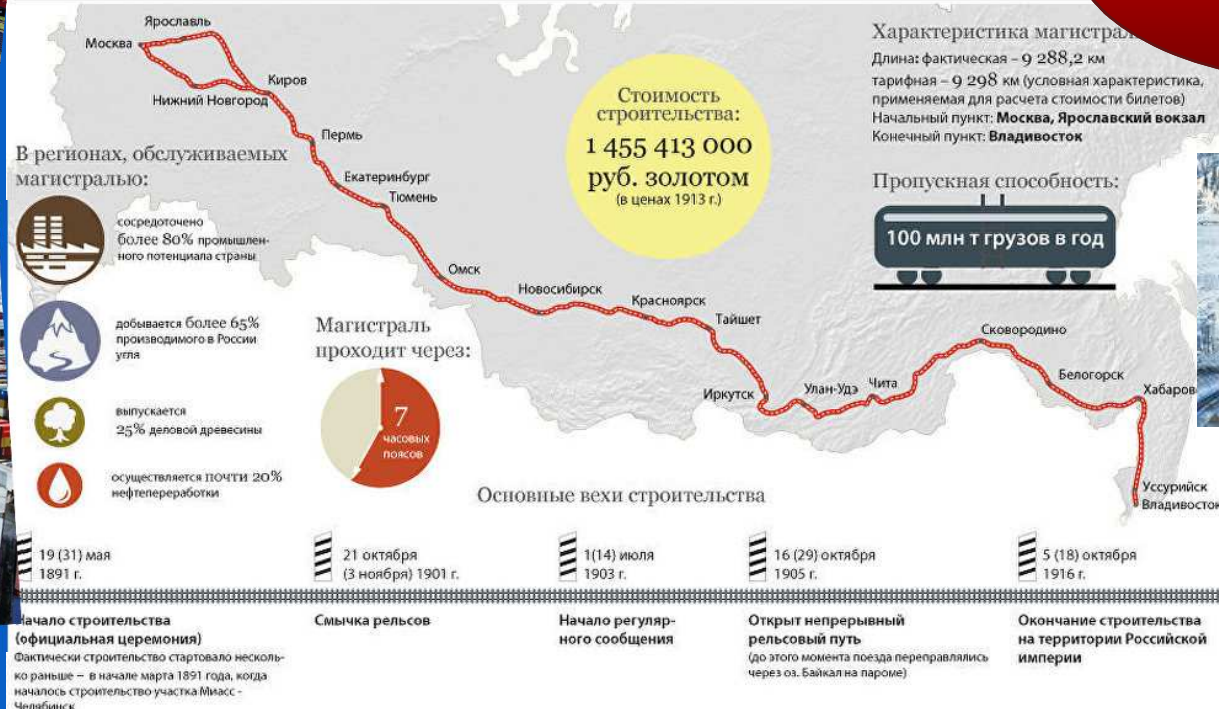 Ярославль
Москва
Киров
Нижний Новгород
Пермь
Екатеринбург
Тюмень
Омск
Новосибирск
Красноярск
Тайшет
Иркутск
Улан-Удэ
Чита
Сковородино
Белогорск
Уссурийск
Владивосток
Стоимость
строительства:
1 455 413 000
руб. золотом
(в ценах 1913 г.)
Характеристика
Длина: фактическая – 9 288,2 км
тарифная – 9 298 км (условная характеристика,
применяемая для расчета стоимости билетов)
Начальный пункт: Москва, Ярославский вокзал
Конечный пункт: Владивосток
Пропускная способность:
100 млн т грузов в год
В регионах, обслуживаемых
магистралью:
сосредоточено
более 80% промышлен-
ного потенциала страны
добывается более 65%
производимого в России
угля
выпускается
25% деловой древесины
осуществляется почти 20%
нефтепереработки
Магистраль
проходит через:
7
часовых
поясов
Основные вехи строительства
19 (31) мая
1891 г.
21 октября
(3 ноября) 1901 г.
1(14) июля
1903 г.
16 (29) октября
1905 г.
5 (18) октября
1916 г.
Начало строительства
(официальная церемония)
Фактически строительство стартовало несколь-
ко раньше – в начале марта 1891 года, когда
началось строительство участка Миасс -
Челябинск
Смычка рельсов
Начало регуляр-
ного сообщения
Открыт непрерывный
рельсовый путь
(до этого момента поезда переправлялись
через оз. Байкал на пароме)
Окончание строительства
на территории Российской
империи